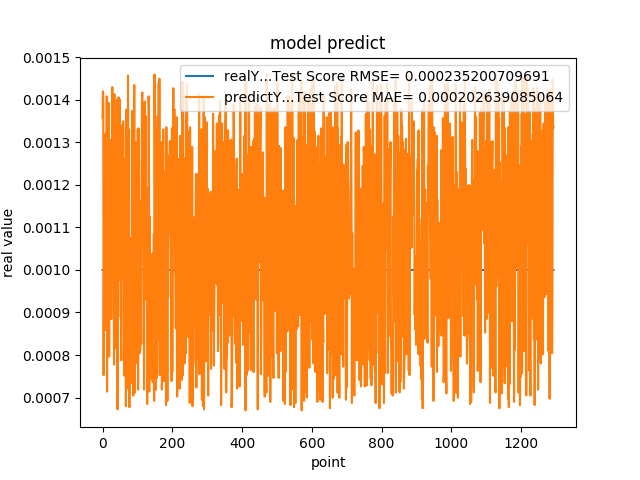 model predict
realY...Test Score RMSE= 0.000235200709691
predictY...Test Score MAE= 0.000202639085064
0.0015
0.0014
0.0013
0.0012
0.0011
0.0010
0.0009
0.0008
0.0007
real value
0 200 400 600 800 1000 1200
point